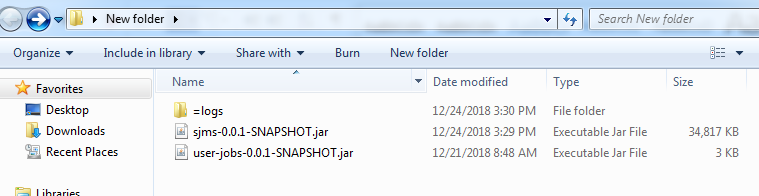 New folder
Search New folder
Organize Include in library Share with Burn New folder
Favorites Name Date modified Type Size
Desktop =logs 12/24/2018 3:30 PM File folder
Downloads sjms-0.0.1-SNAPSHOT.jar 12/24/2018 3:29 PM Executable Jar File 34,817 KB
Recent Places user-jobs-0.0.1-SNAPSHOT.jar 12/21/2018 8:48 AM Executable Jar File 3 KB
Libraries